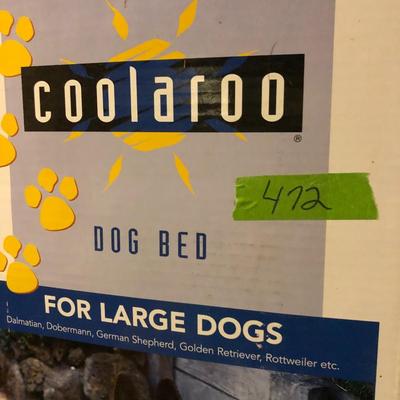 coolaroo
®
472
DOG BED
FOR LARGE DOGS
Dalmatian, Dobermann, German Shepherd, Golden Retriever, Rottweiler etc.